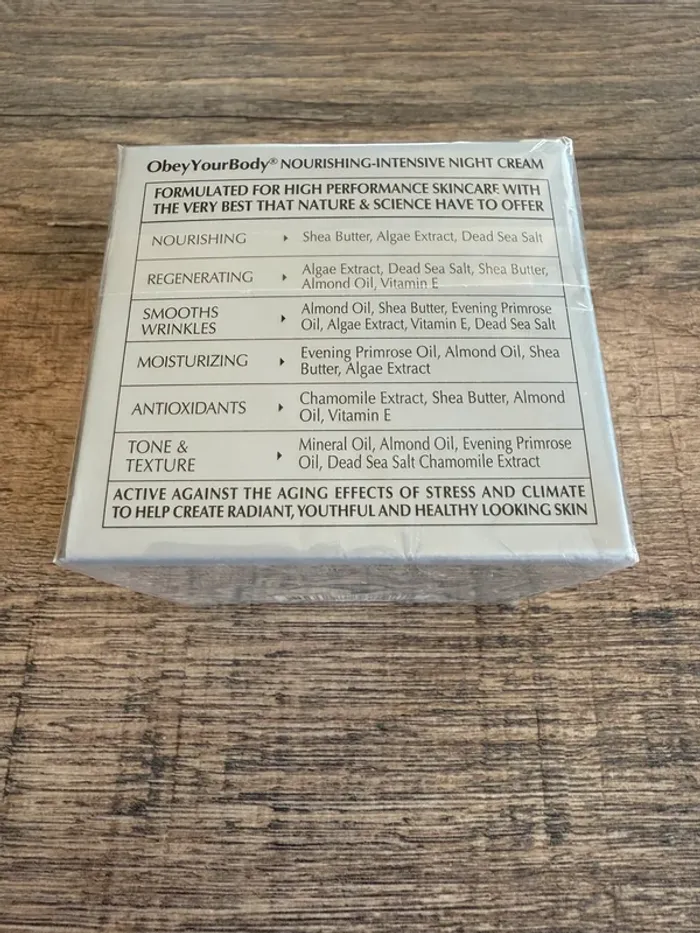 ObeyYourBody® NOURISHING-INTENSIVE NIGHT CREAM
FORMULATED FOR HIGH PERFORMANCE SKINCARE WITH
THE VERY BEST THAT NATURE & SCIENCE HAVE TO OFFER
NOURISHING ‣ Shea Butter, Algae Extract, Dead Sea Salt
REGENERATING ‣ Algae Extract, Dead Sea Salt, Shea Butter,
Almond Oil, Vitamin E
SMOOTHS
WRINKLES ‣ Almond Oil, Shea Butter, Evening Primrose
Oil, Algae Extract, Vitamin E, Dead Sea Salt
MOISTURIZING ‣ Evening Primrose Oil, Almond Oil, Shea
Butter, Algae Extract
ANTIOXIDANTS ‣ Chamomile Extract, Shea Butter, Almond
Oil, Vitamin E
TONE &
TEXTURE ‣ Mineral Oil, Almond Oil, Evening Primrose
Oil, Dead Sea Salt Chamomile Extract
ACTIVE AGAINST THE AGING EFFECTS OF STRESS AND CLIMATE
TO HELP CREATE RADIANT, YOUTHFUL AND HEALTHY LOOKING SKIN